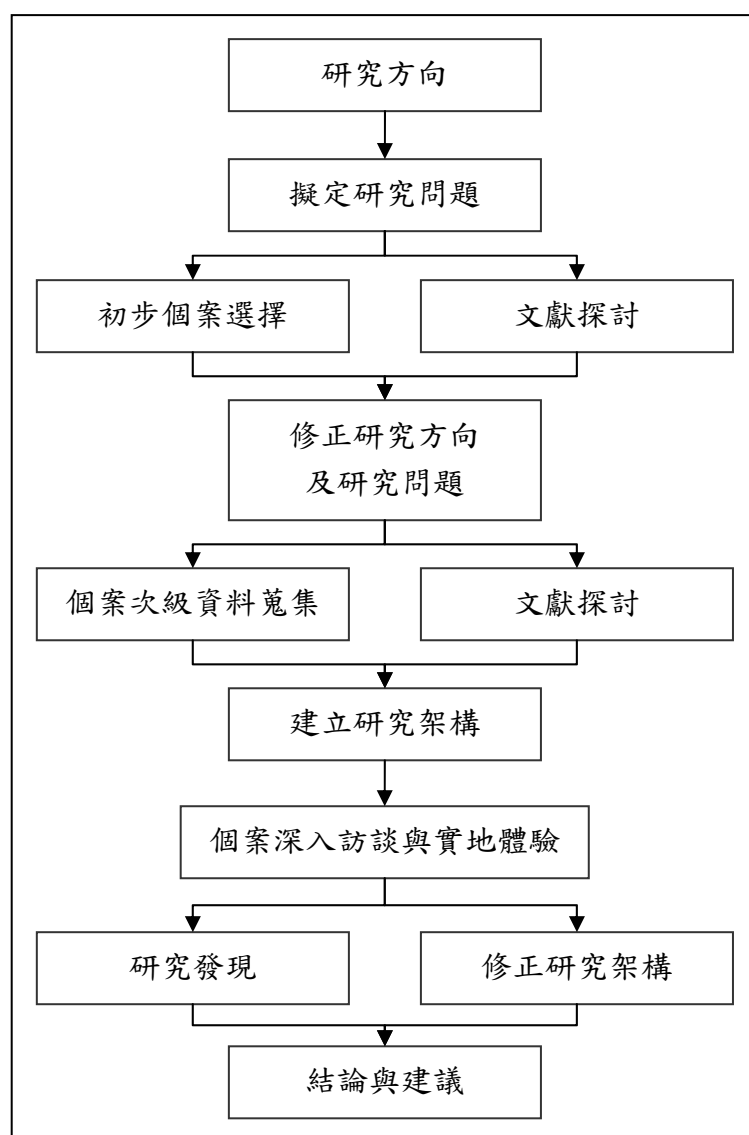 研究方向
擬定研究問題
初步個案選擇
文獻探討
修正研究方向
及研究問題
個案次級資料蒐集
文獻探討
建立研究架構
個案深入訪談與實地體驗
研究發現
修正研究架構
結論與建議